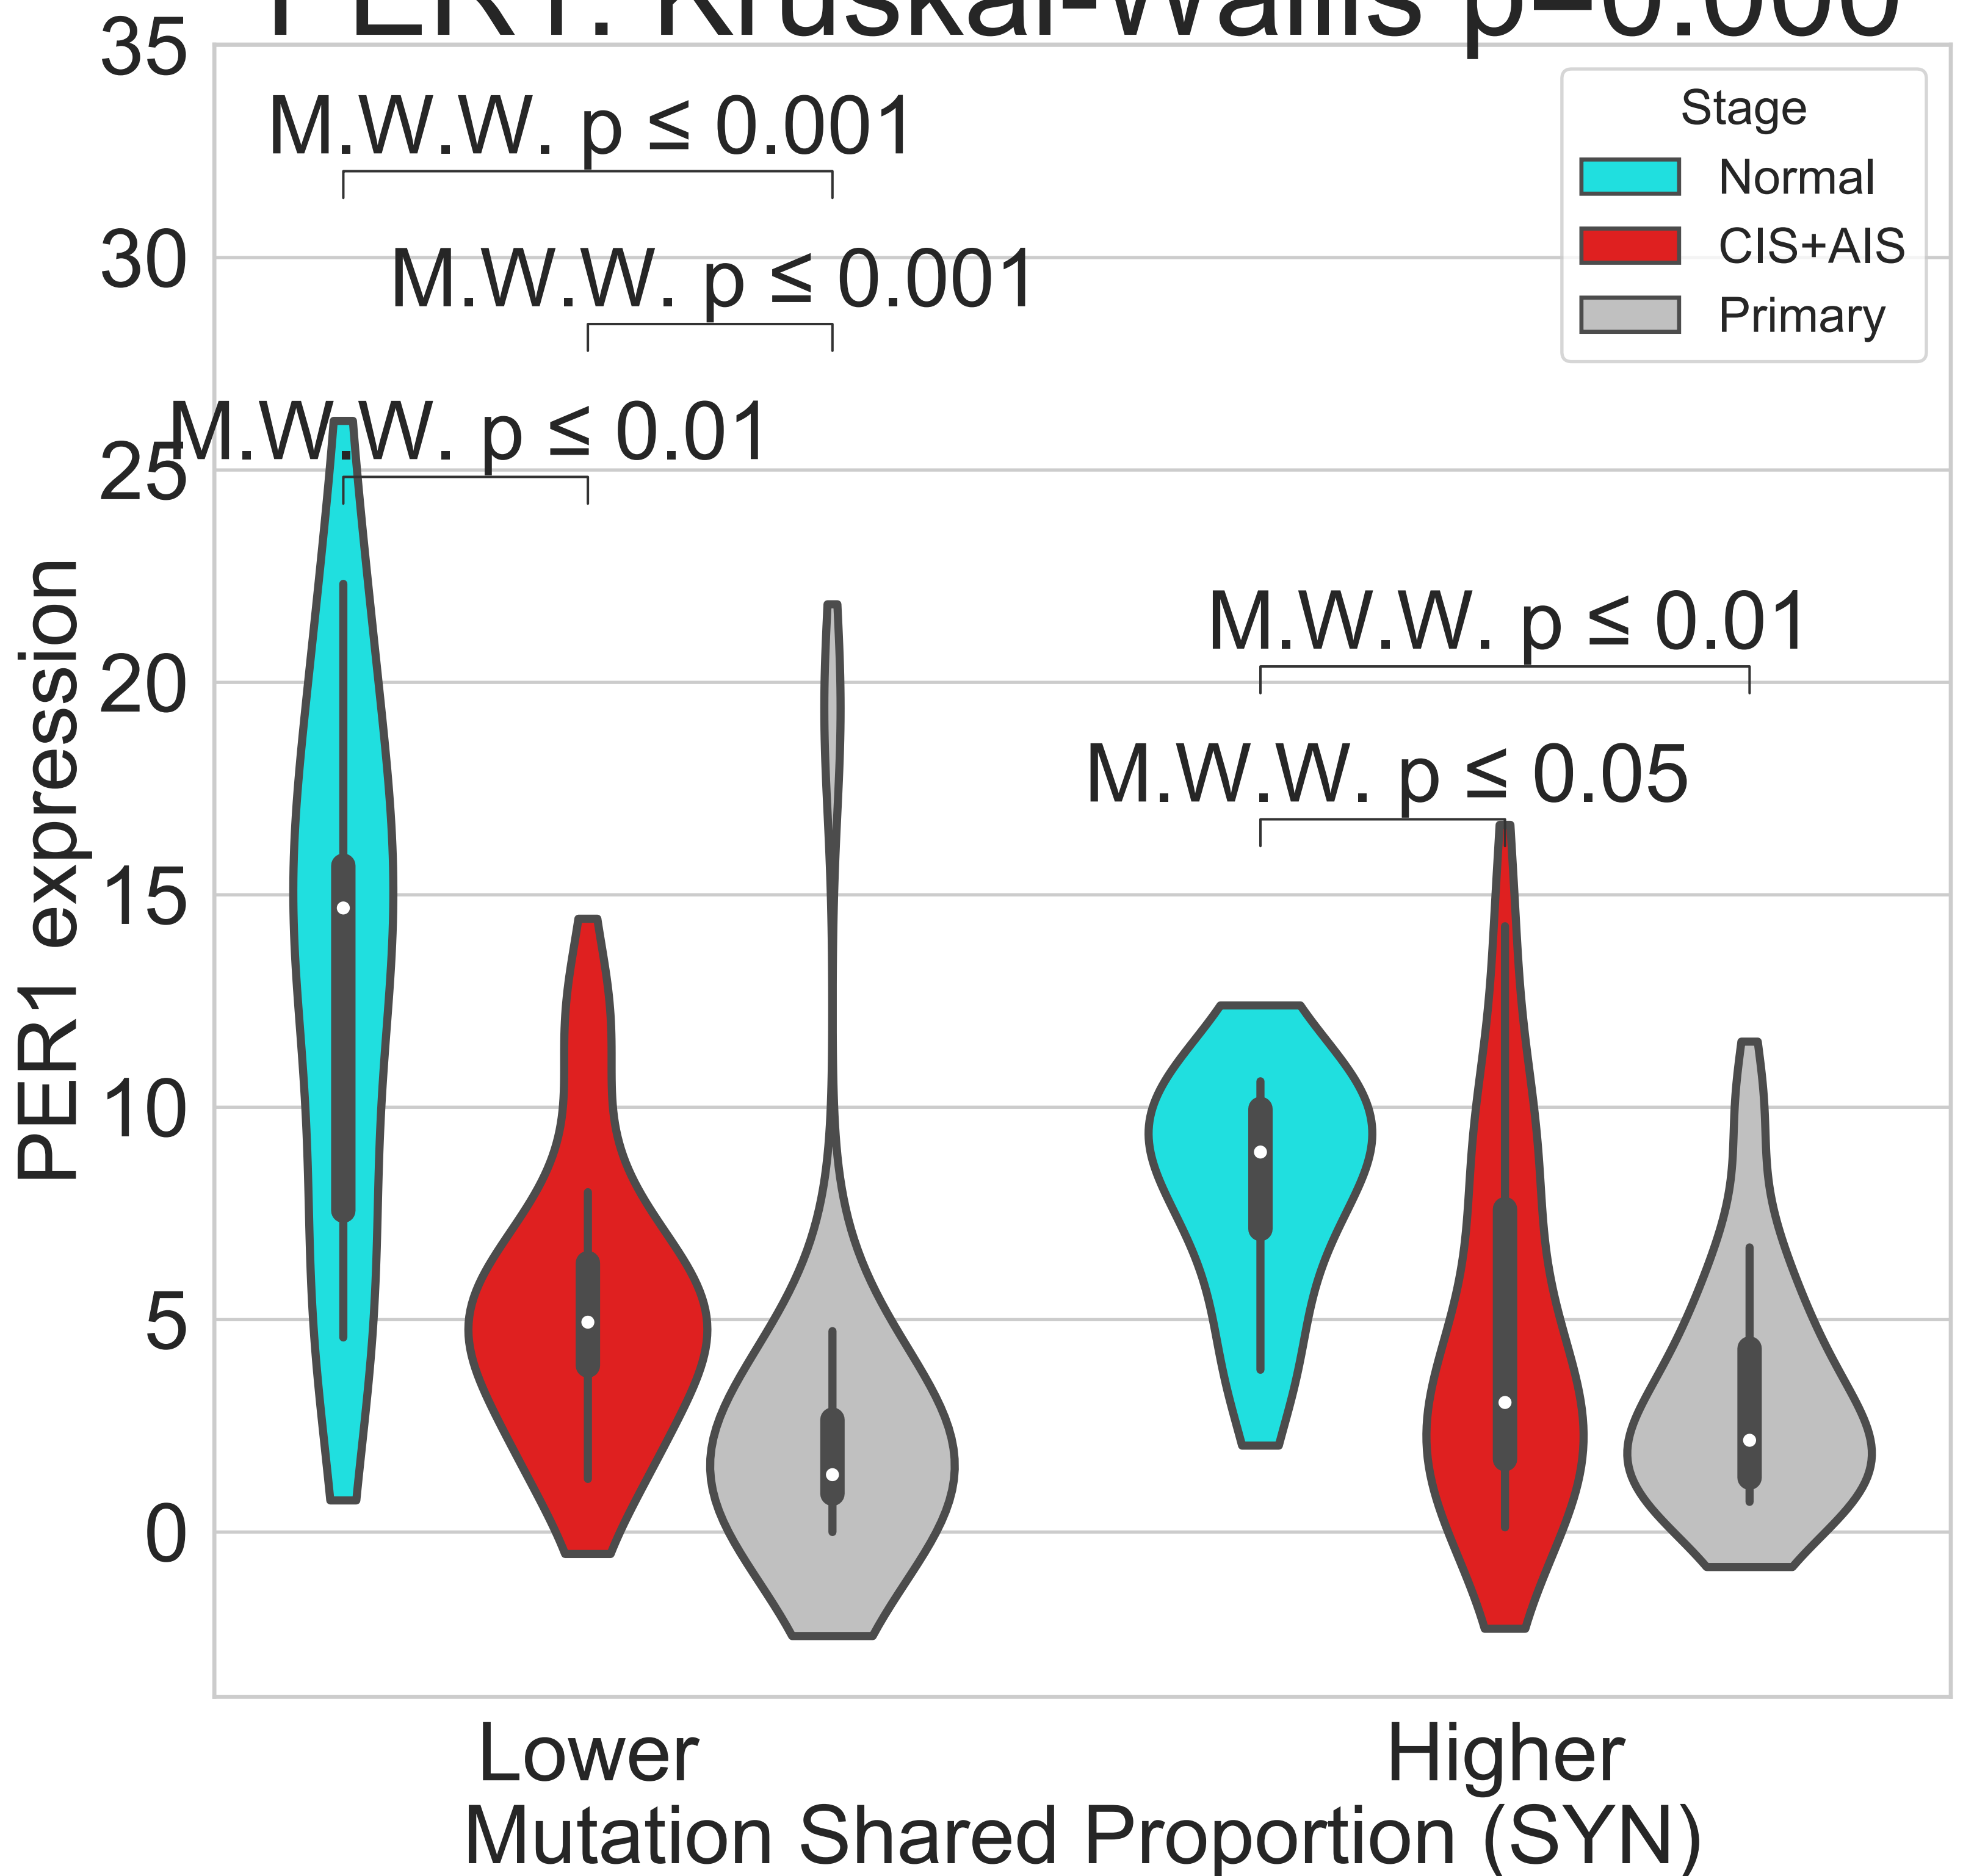 PER1: Kruskal-Wallis p=0.000
35
30
25
20
15
10
5
0
PER1 expression
M.W.W. p ≤ 0.001
M.W.W. p ≤ 0.001
M.W.W. p ≤ 0.01
M.W.W. p ≤ 0.01
M.W.W. p ≤ 0.05
Stage
Normal
CIS+AIS
Primary
Lower
Higher
Mutation Shared Proportion (SYN)